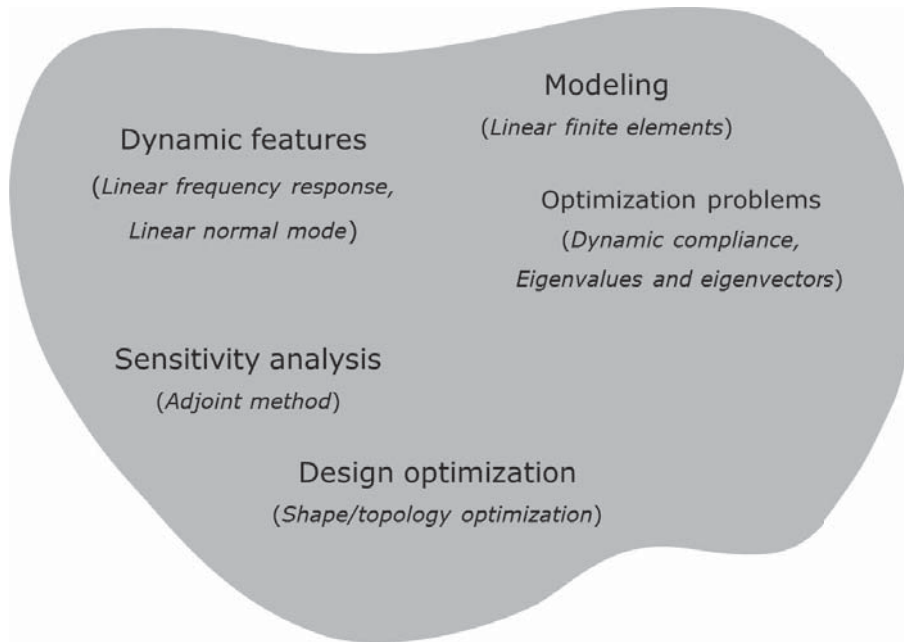 Modeling
(Linear finite elements)
Dynamic features
(Linear frequency response,
Linear normal mode)
Optimization problems
(Dynamic compliance,
Eigenvalues and eigenvectors)
Sensitivity analysis
(Adjoint method)
Design optimization
(Shape/topology optimization)